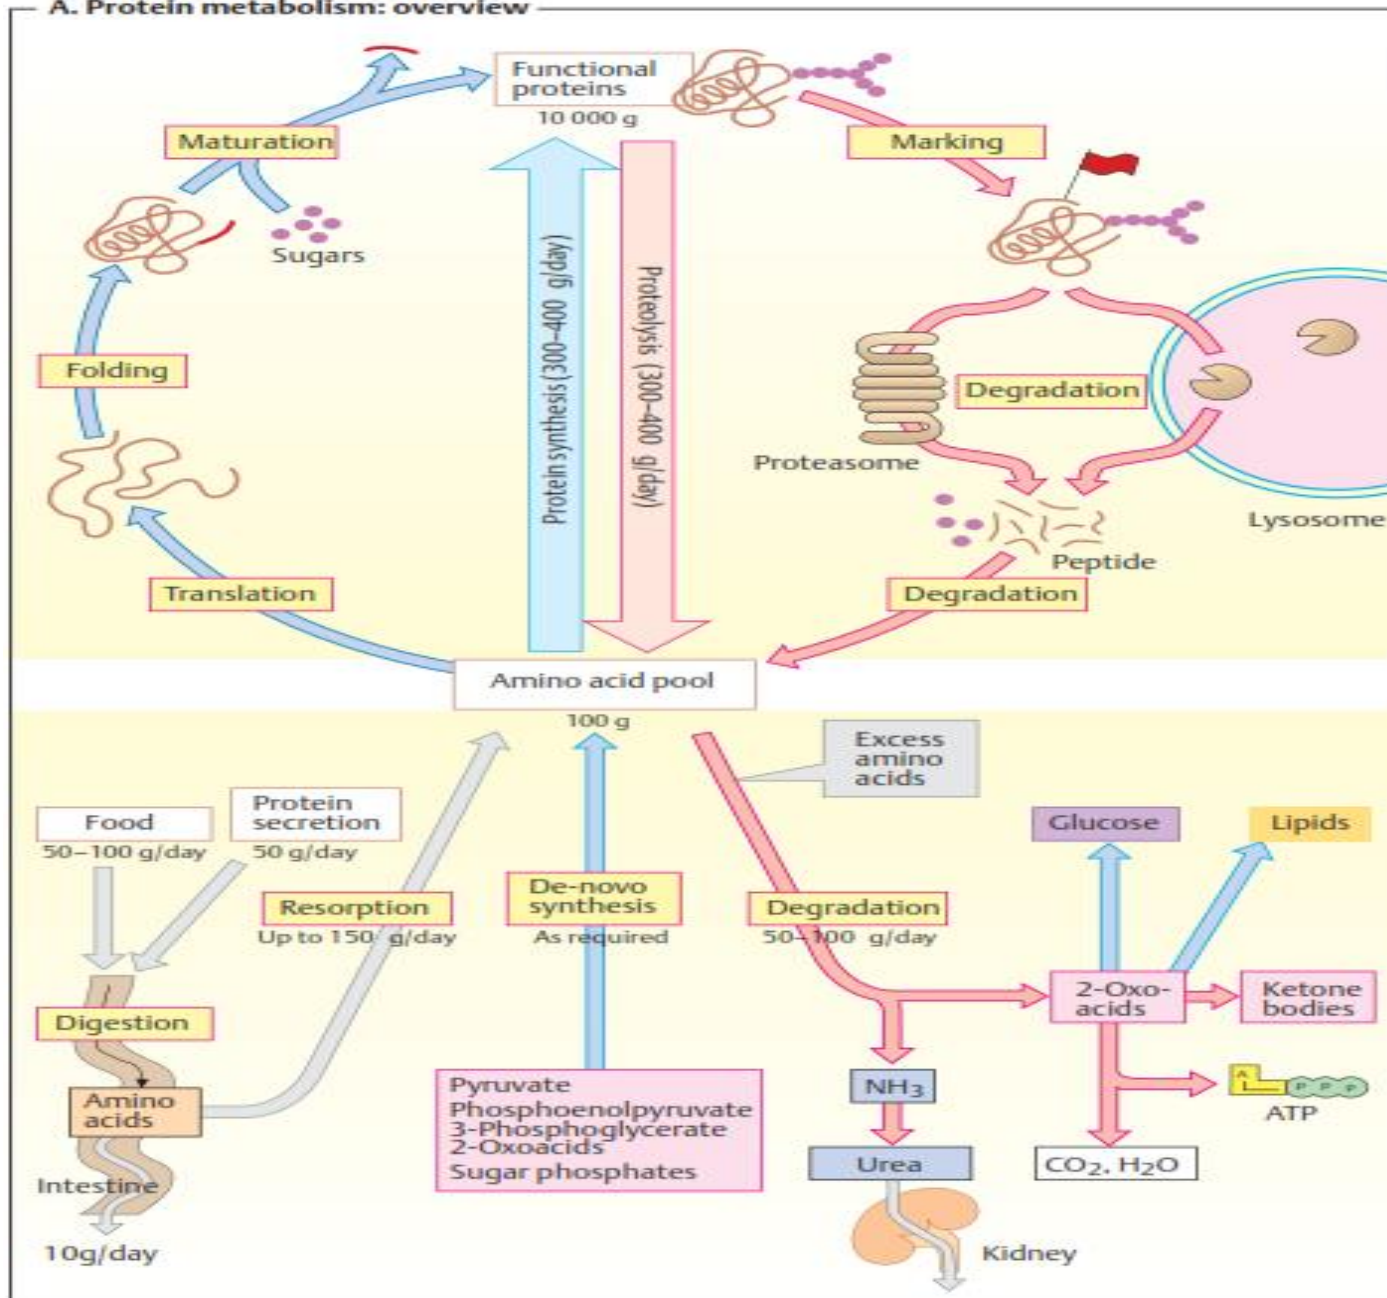 A. Protein metabolism: overview
Functional
proteins
10 000 g
Maturation
Marking
Sugars
Protein synthesis (300–400 g/day)
Proteolysis (300–400 g/day)
Folding
Degradation
Proteasome
Lysosome
Peptide
Translation
Degradation
Amino acid pool
100 g
Excess
amino
acids
Food
50–100 g/day
Protein
secretion
50 g/day
Glucose
Lipids
Resorption
Up to 150 g/day
De-novo
synthesis
As required
Degradation
50–100 g/day
2-Oxo-
acids
Ketone
bodies
Digestion
Amino
acids
Intestine
10g/day
Pyruvate
Phosphoenolpyruvate
3-Phosphoglycerate
2-Oxoacids
Sugar phosphates
NH₃
Urea
Kidney
A
P P P
ATP
CO₂, H₂O